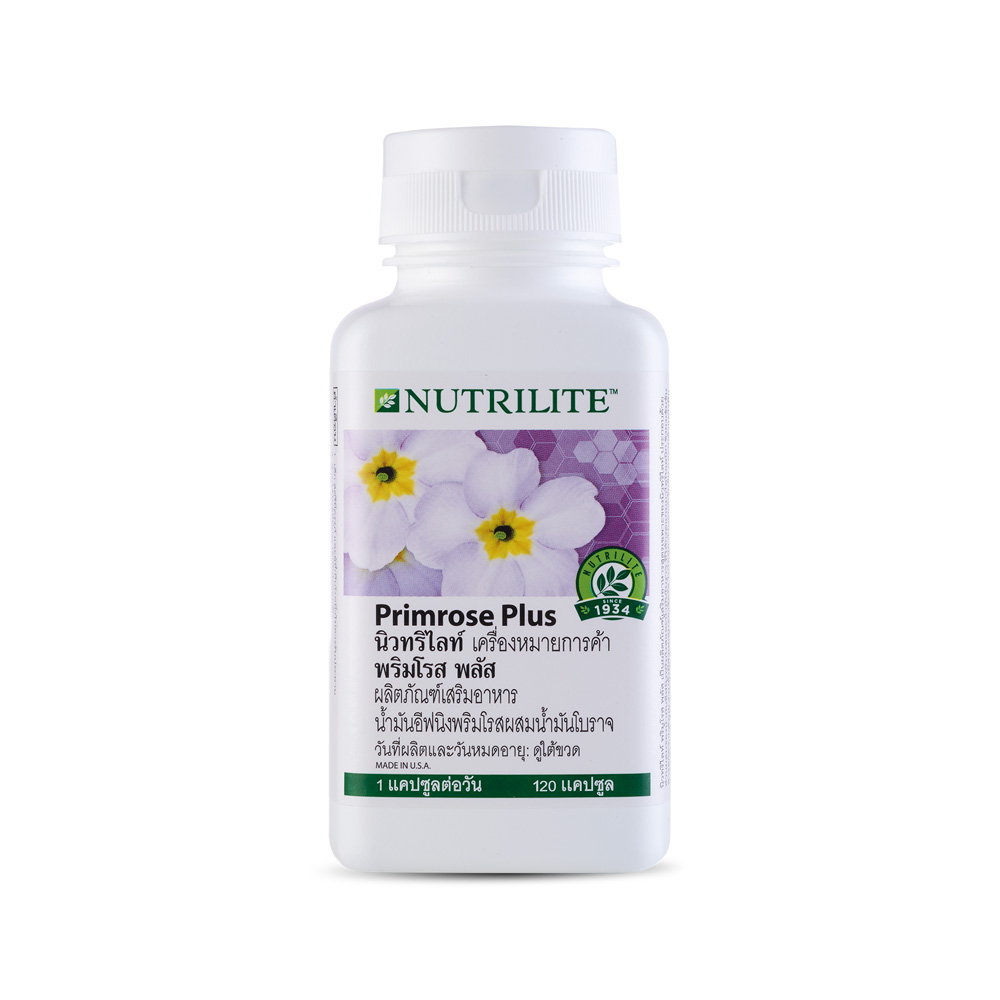 NUTRILITE™
NUTRILITE
SINCE
1934
Primrose Plus
นิวทริไลท์ เครื่องหมายการค้า
พริมโรส พลัส
ผลิตภัณฑ์เสริมอาหาร
น้ำมันอีฟนิงพริมโรสผสมน้ำมันโบราจ
วันที่ผลิตและวันหมดอายุ: ดูใต้ขวด
MADE IN U.S.A.
1 แคปซูลต่อวัน 120 แคปซูล